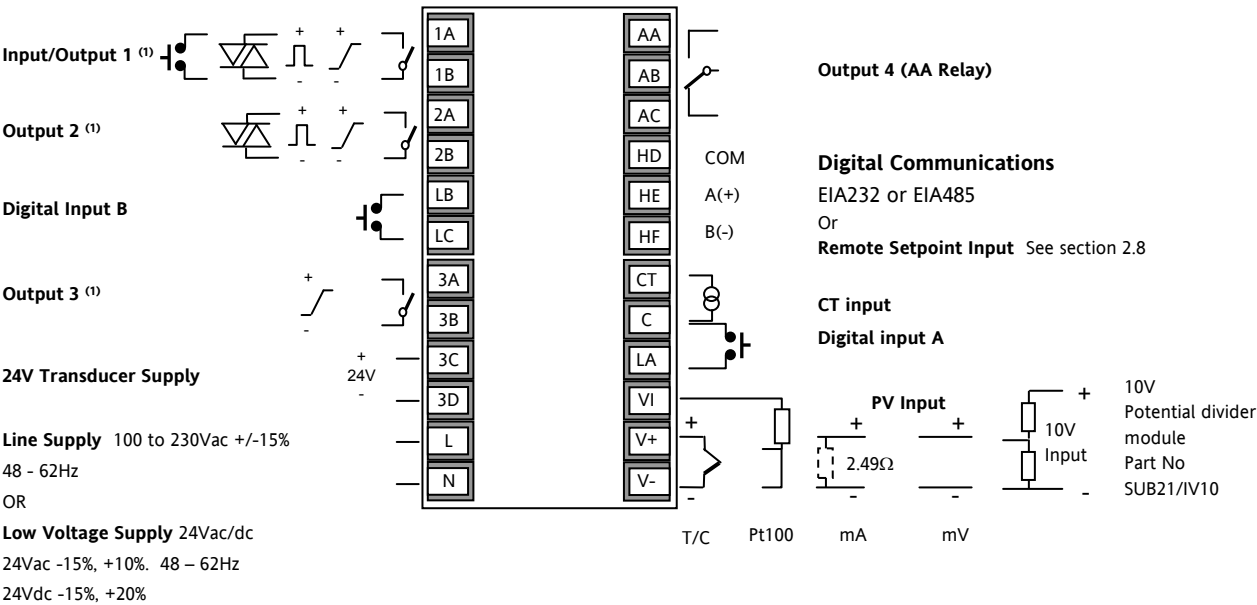 Input/Output 1 (1)
+ +
- -
Output 2 (1)
+ +
- -
Digital Input B
Output 3 (1)
+
-
24V Transducer Supply
+
24V
-
Line Supply 100 to 230Vac +/-15%
48 - 62Hz
OR
Low Voltage Supply 24Vac/dc
24Vac -15%, +10%. 48 – 62Hz
24Vdc -15%, +20%
1A
1B
2A
2B
LB
LC
3A
3B
3C
3D
L
N
AA
AB
AC
HD
HE
HF
CT
C
LA
VI
V+
V-
Output 4 (AA Relay)
COM
A(+)
B(-)
Digital Communications
EIA232 or EIA485
Or
Remote Setpoint Input See section 2.8
CT input
Digital input A
PV Input
+
-
T/C
Pt100
+
2.49Ω
-
mA
+
-
mV
+
10V
Input
-
10V
Potential divider
module
Part No
SUB21/IV10